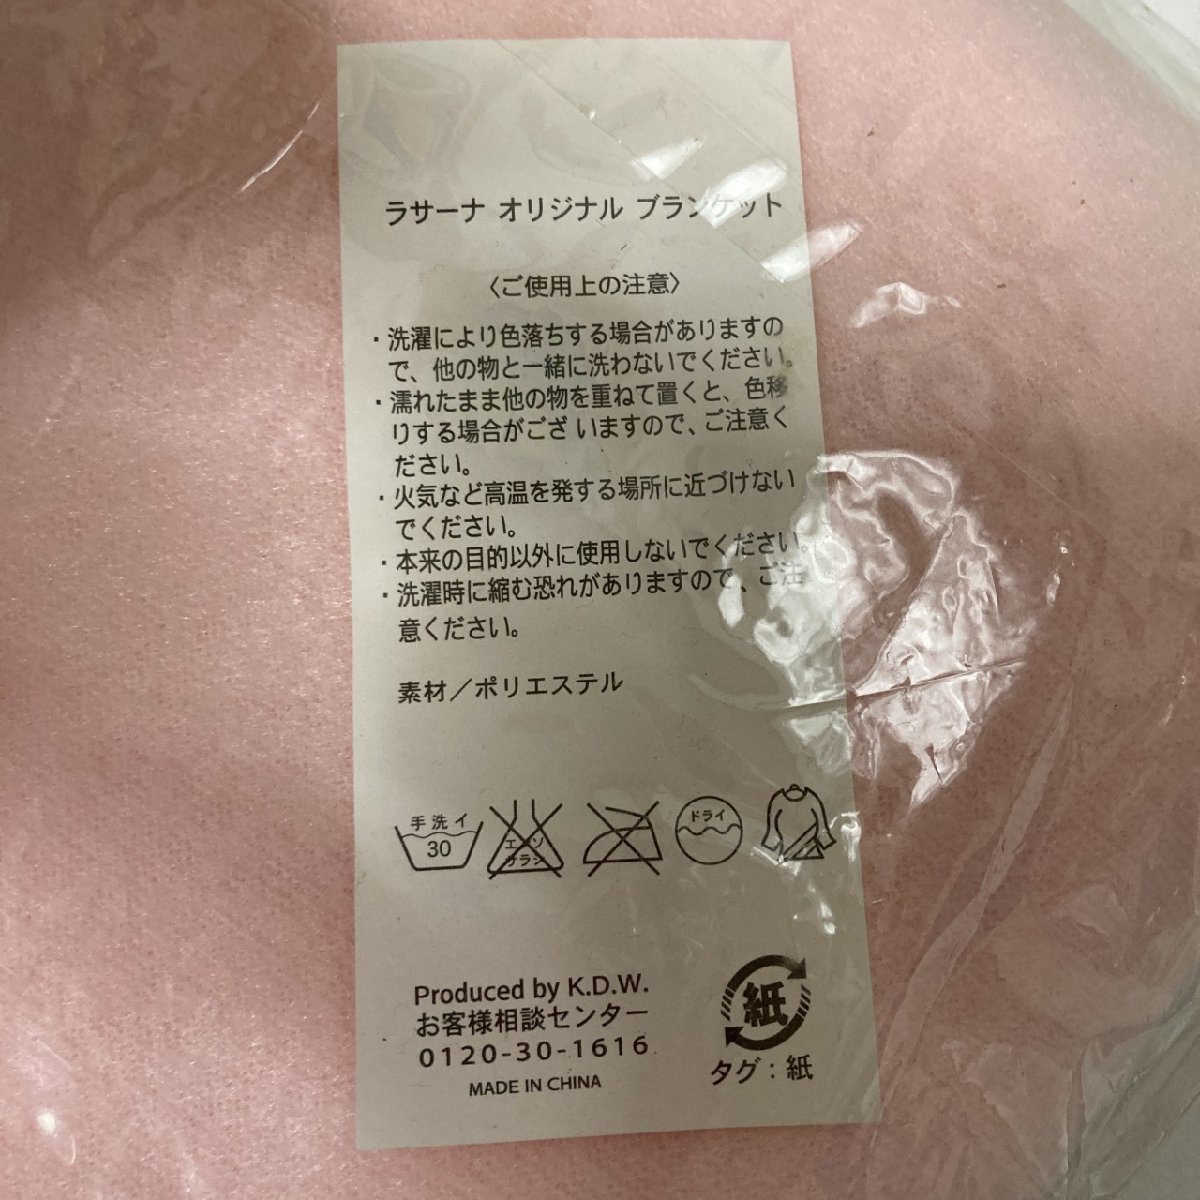 ラサーナ オリジナル ブランケット
〈ご使用上の注意〉
・洗濯により色落ちする場合がありますの
で、他の物と一緒に洗わないでください。
・濡れたまま他の物を重ねて置くと、色移
りする場合がござ いますので、ご注意く
ださい。
・火気など高温を発する場所に近づけない
でください。
・本来の目的以外に使用しないでください。
・洗濯時に縮む恐れがありますので、ご注
意ください。
素材／ポリエステル
手洗イ
30
エンソ
サラシ
ドライ
Produced by K.D.W.
お客様相談センター
0120-30-1616
MADE IN CHINA
紙
タグ：紙